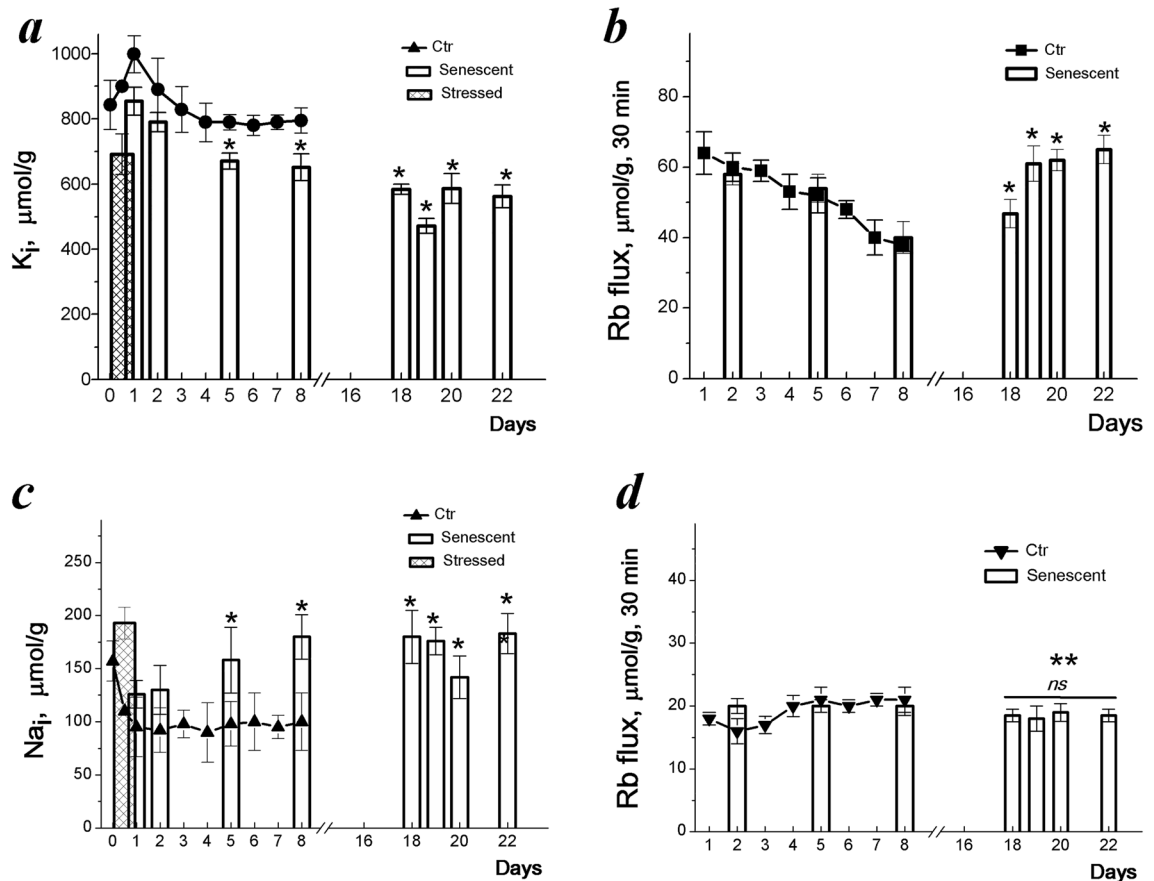 a
Ctr
Senescent
Stressed
1000
800
600
400
200
0
Ki, μmol/g
* * * * * *
0 1 2 3 4 5 6 7 8 // 16 18 20 22
Days
b
Ctr
Senescent
80
60
40
20
0
Rb flux, μmol/g, 30 min
* * * *
1 2 3 4 5 6 7 8 // 16 18 20 22
Days
c
Ctr
Senescent
Stressed
250
200
150
100
50
0
Nai, μmol/g
* * * * * * *
0 1 2 3 4 5 6 7 8 // 16 18 20 22
Days
d
Ctr
Senescent
40
30
20
10
0
Rb flux, μmol/g, 30 min
**
ns
1 2 3 4 5 6 7 8 // 16 18 20 22
Days